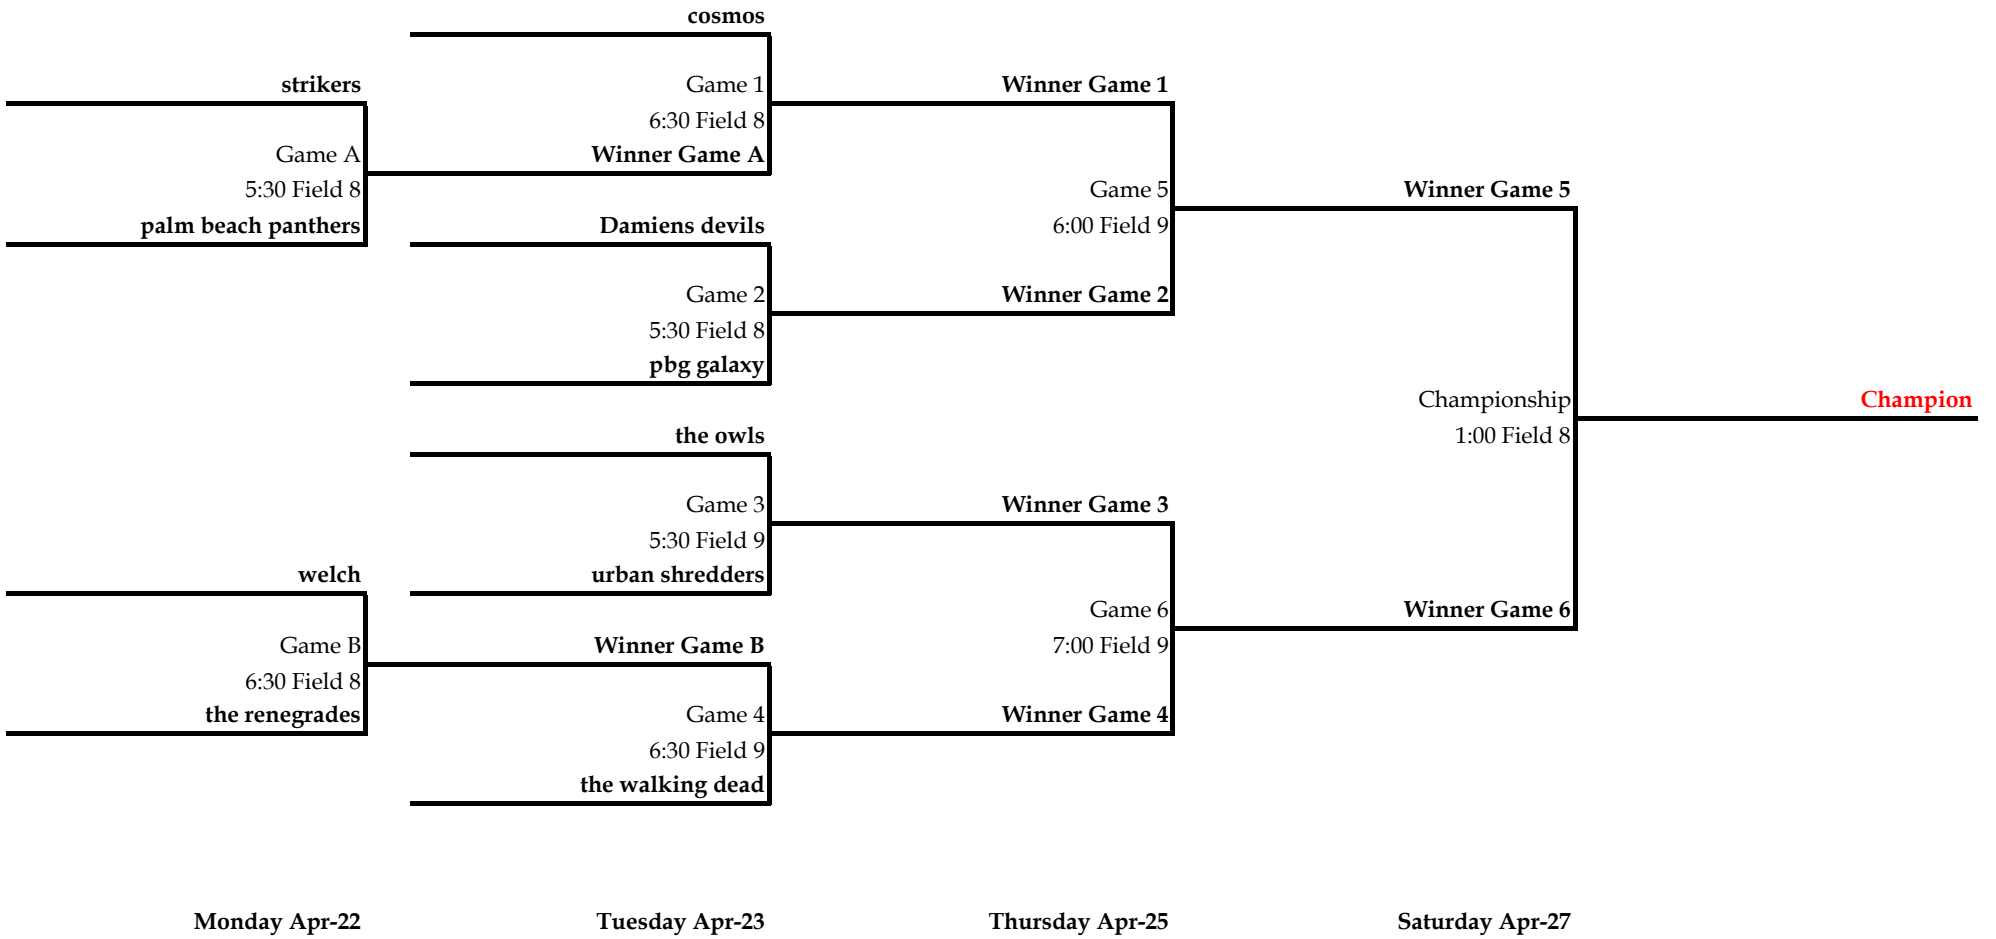 cosmos
strikers
Game 1
Winner Game 1
6:30 Field 8
Game A
Winner Game A
5:30 Field 8
Game 5
Winner Game 5
palm beach panthers
Damiens devils
6:00 Field 9
Game 2
Winner Game 2
5:30 Field 8
pbg galaxy
Championship
Champion
the owls
1:00 Field 8
Game 3
Winner Game 3
5:30 Field 9
welch
urban shredders
Game 6
Winner Game 6
Game B
Winner Game B
7:00 Field 9
6:30 Field 8
the renegrades
Game 4
Winner Game 4
6:30 Field 9
the walking dead
Monday Apr-22
Tuesday Apr-23
Thursday Apr-25
Saturday Apr-27